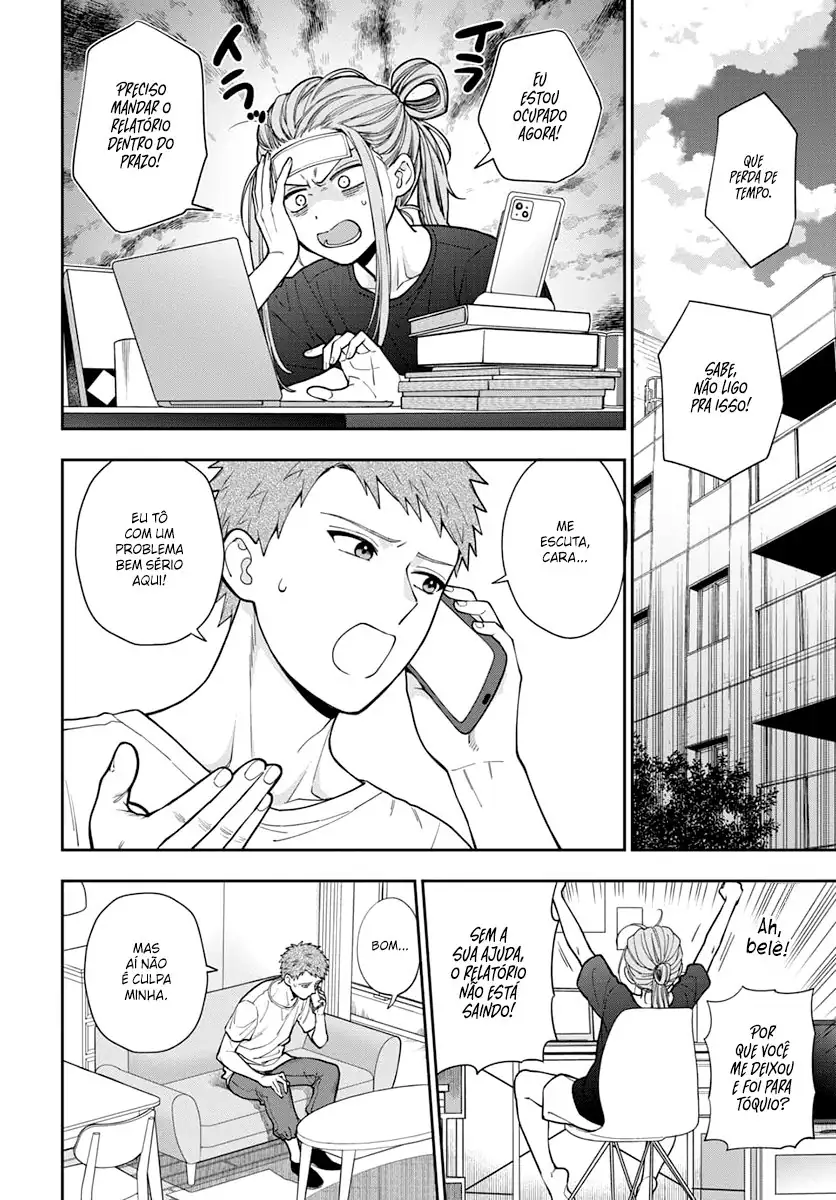 QUE
PERDA
DE TEMPO.
SABE,
NÃO LIGO
PRA ISSO!
EU
ESTOU
OCUPADO
AGORA!
イラ
PRECISO
MANDAR O
RELATÓRIO
DENTRO DO
PRAZO!
イラ
ME
ESCUTA,
CARA...
EU TÔ
COM UM
PROBLEMA
BEM SÉRIO
AQUI!
Ah,
belè!
POR
QUE VOCÊ
ME DEIXOU
E FOI PARA
TÓQUIO?
SEM A
SUA AJUDA,
O RELATÓRIO
NÃO ESTÁ
SAINDO!
BOM...
MAS
AÍ NÃO
É CULPA
MINHA.